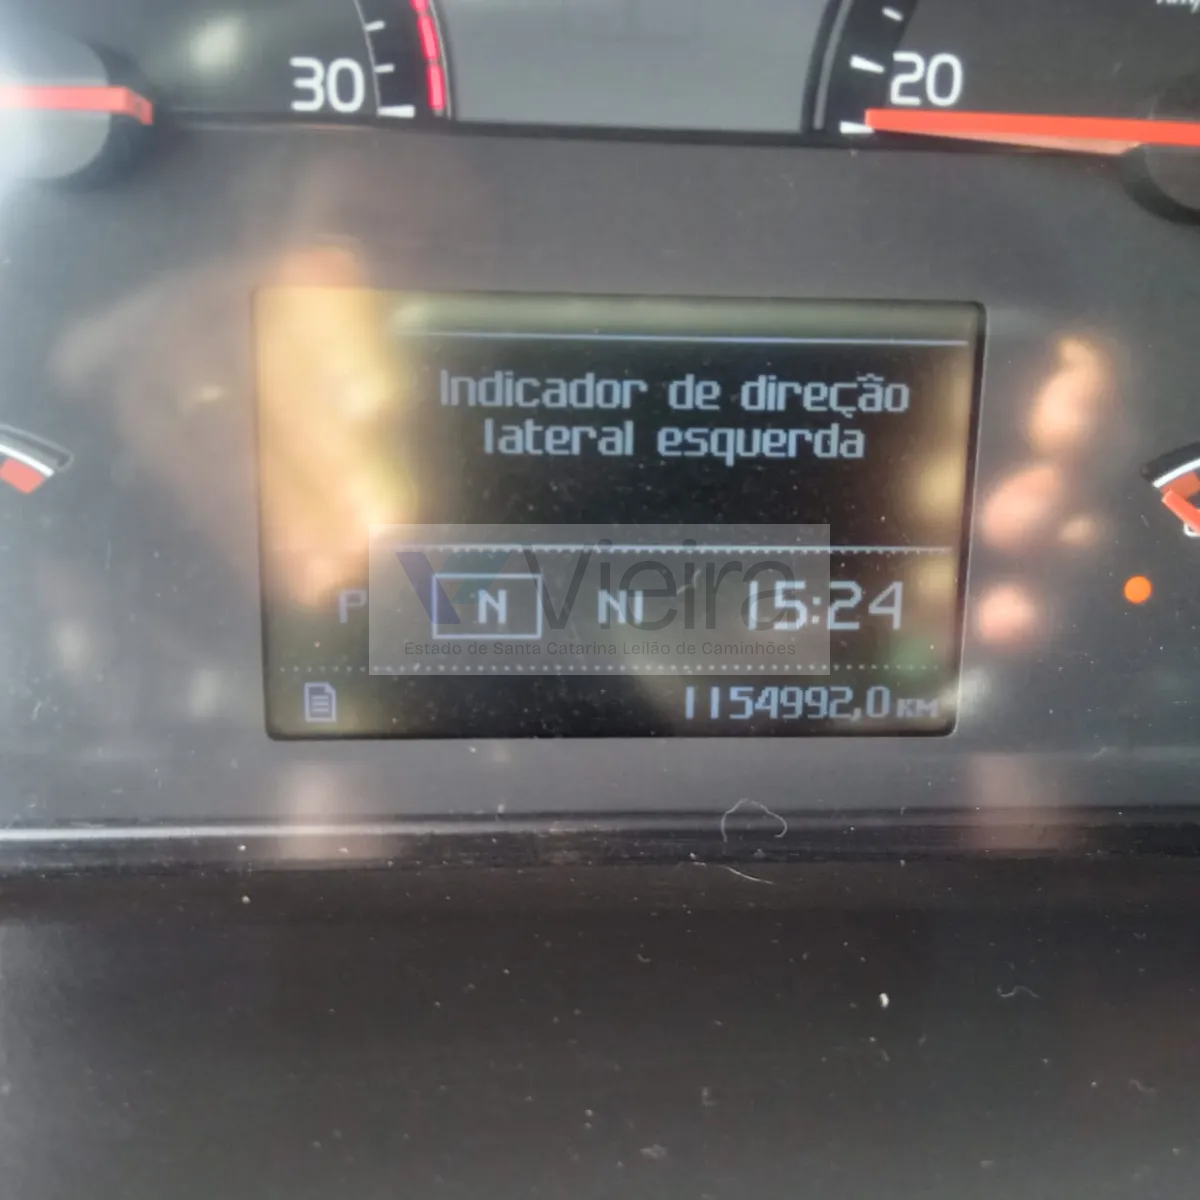 30
20
Indicador de direção
lateral esquerda
P N N1 15:24
Vieira
Estado de Santa Catarina Leilão de Caminhões
1154992,0 KM